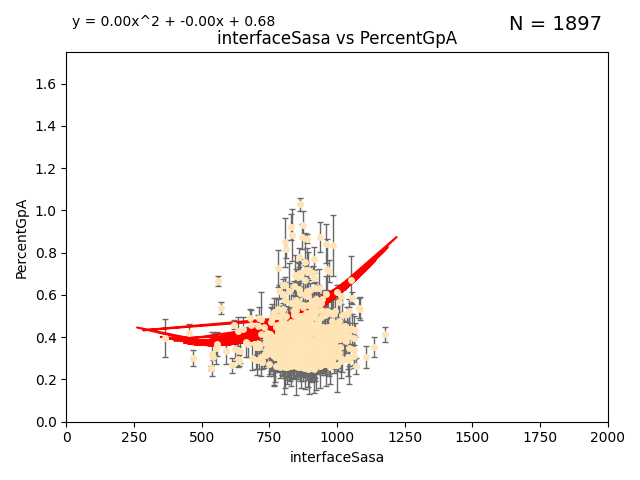 y = 0.00x^2 + -0.00x + 0.68
N = 1897
interfaceSasa vs PercentGpA
PercentGpA
1.6
1.4
1.2
1.0
0.8
0.6
0.4
0.2
0.0
0 250 500 750 1000 1250 1500 1750 2000
interfaceSasa